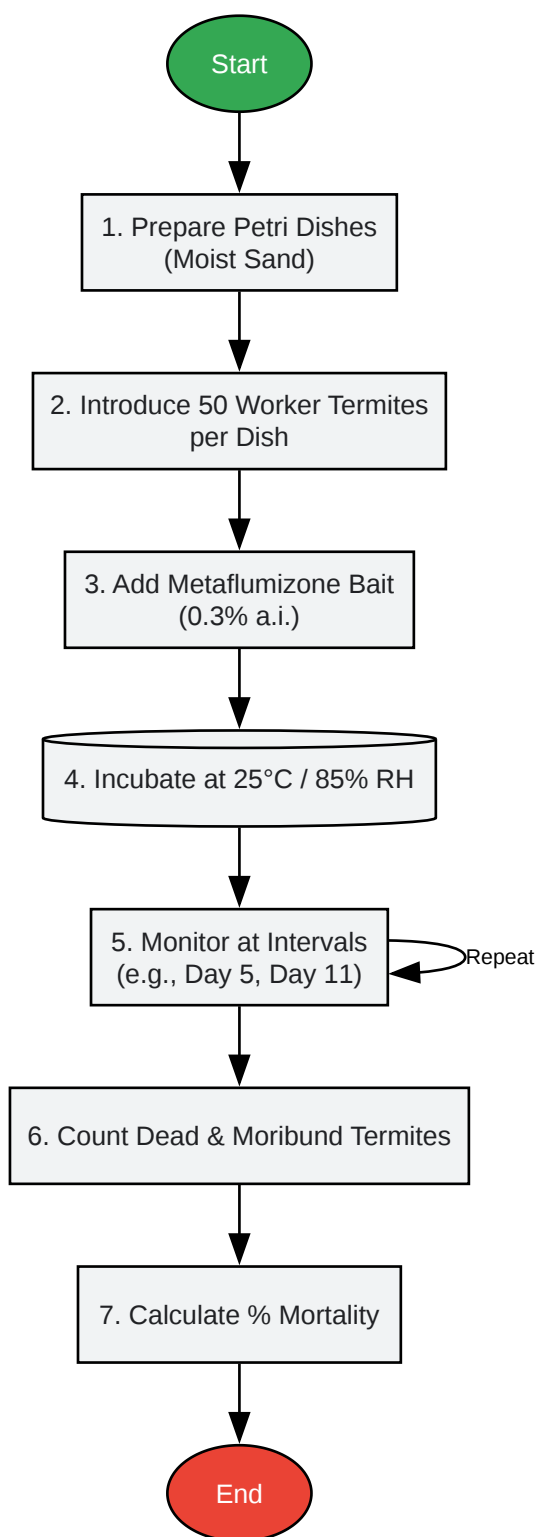 Start
1. Prepare Petri Dishes
(Moist Sand)
2. Introduce 50 Worker Termites
per Dish
3. Add Metaflumizone Bait
(0.3% a.i.)
4. Incubate at 25°C / 85% RH
5. Monitor at Intervals
(e.g., Day 5, Day 11)
Repeat
6. Count Dead & Moribund Termites
7. Calculate % Mortality
End